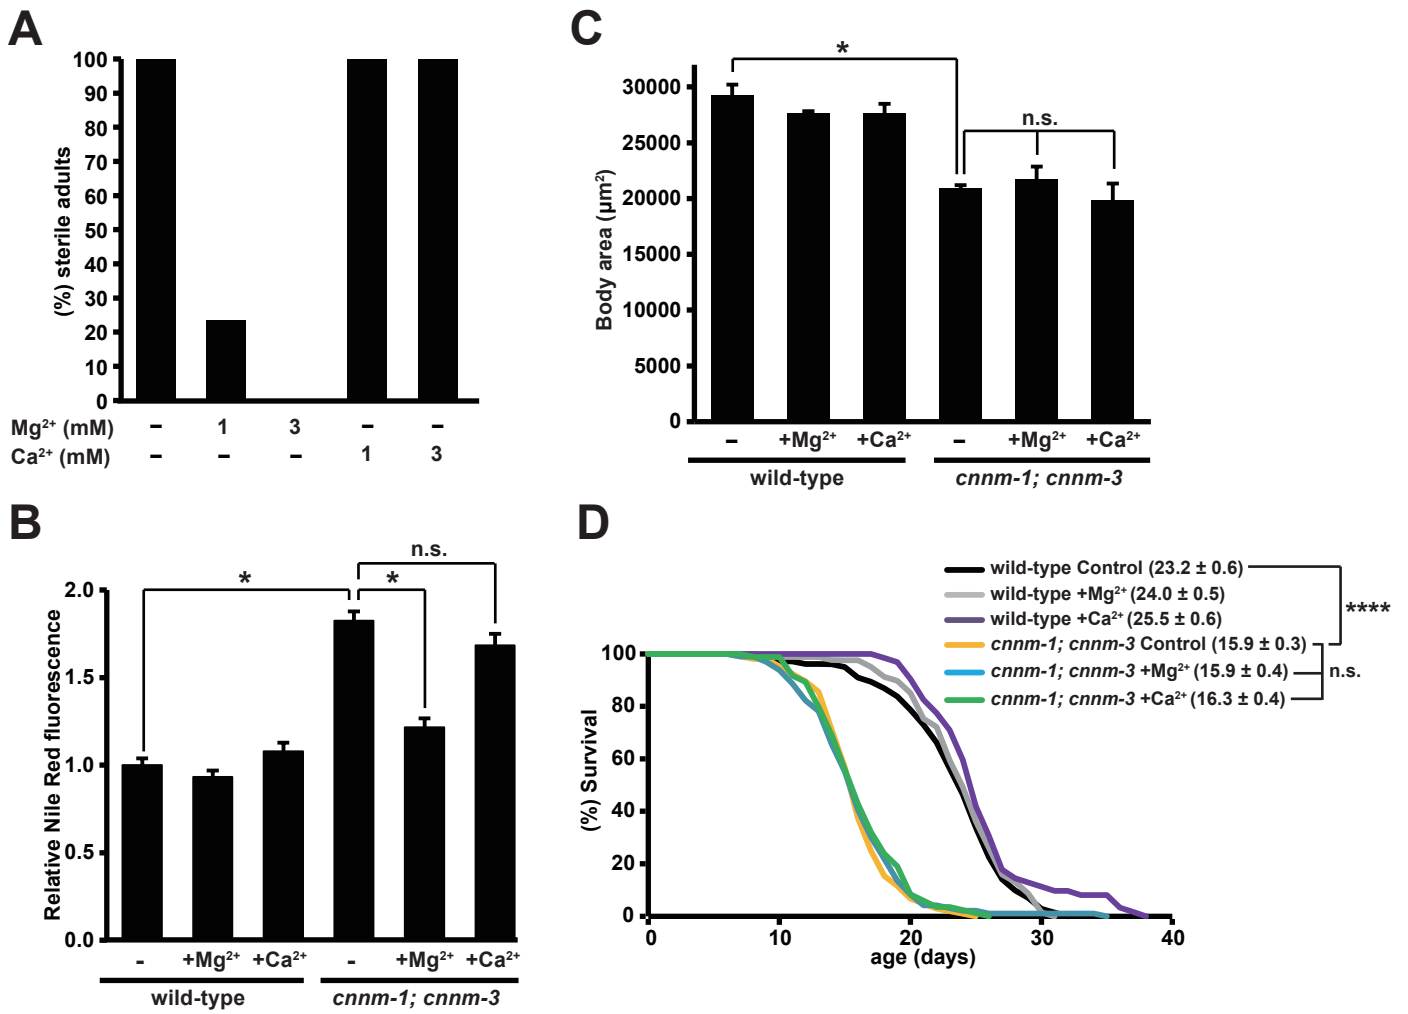 A
100
90
80
70
60
50
40
30
20
10
0
(%) sterile adults
Mg²⁺ (mM) – 1 3 – –
Ca²⁺ (mM) – – – 1 3
B
n.s.
* *
2.0
1.5
1.0
0.5
0.0
Relative Nile Red fluorescence
- +Mg²⁺ +Ca²⁺ - +Mg²⁺ +Ca²⁺
wild-type cnnm-1; cnnm-3
C
*
n.s.
30000
25000
20000
15000
10000
5000
0
Body area (µm²)
– +Mg²⁺ +Ca²⁺ – +Mg²⁺ +Ca²⁺
wild-type cnnm-1; cnnm-3
D
wild-type Control (23.2 ± 0.6)
wild-type +Mg²⁺ (24.0 ± 0.5)
wild-type +Ca²⁺ (25.5 ± 0.6)
cnnm-1; cnnm-3 Control (15.9 ± 0.3)
cnnm-1; cnnm-3 +Mg²⁺ (15.9 ± 0.4)
cnnm-1; cnnm-3 +Ca²⁺ (16.3 ± 0.4)
****
n.s.
100
80
60
40
20
0
(%) Survival
0 10 20 30 40
age (days)